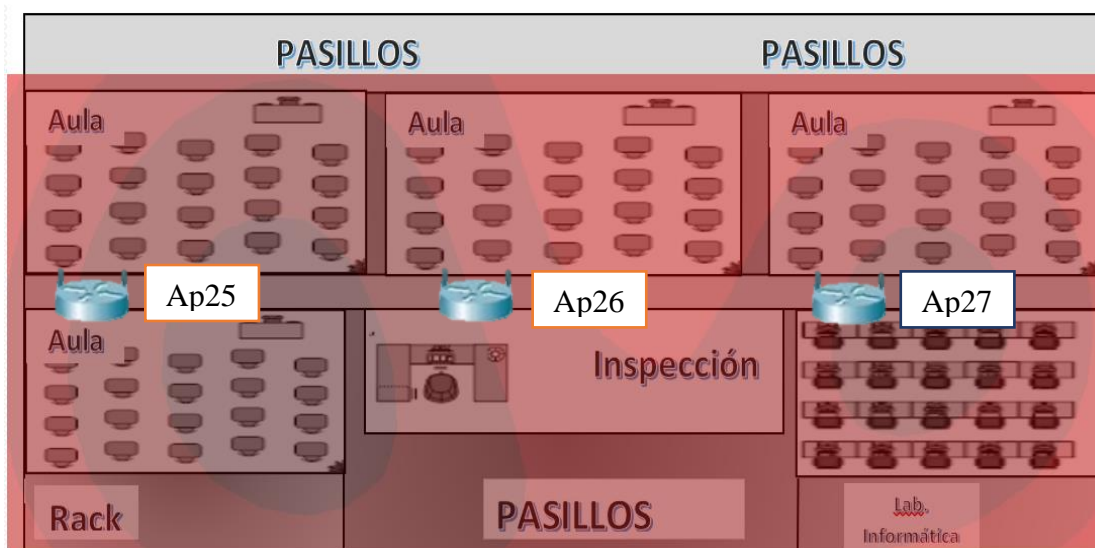 PASILLOS PASILLOS
Aula Aula Aula
Ap25 Ap26 Ap27
Aula
Inspección
Rack
PASILLOS
Lab.
Informática